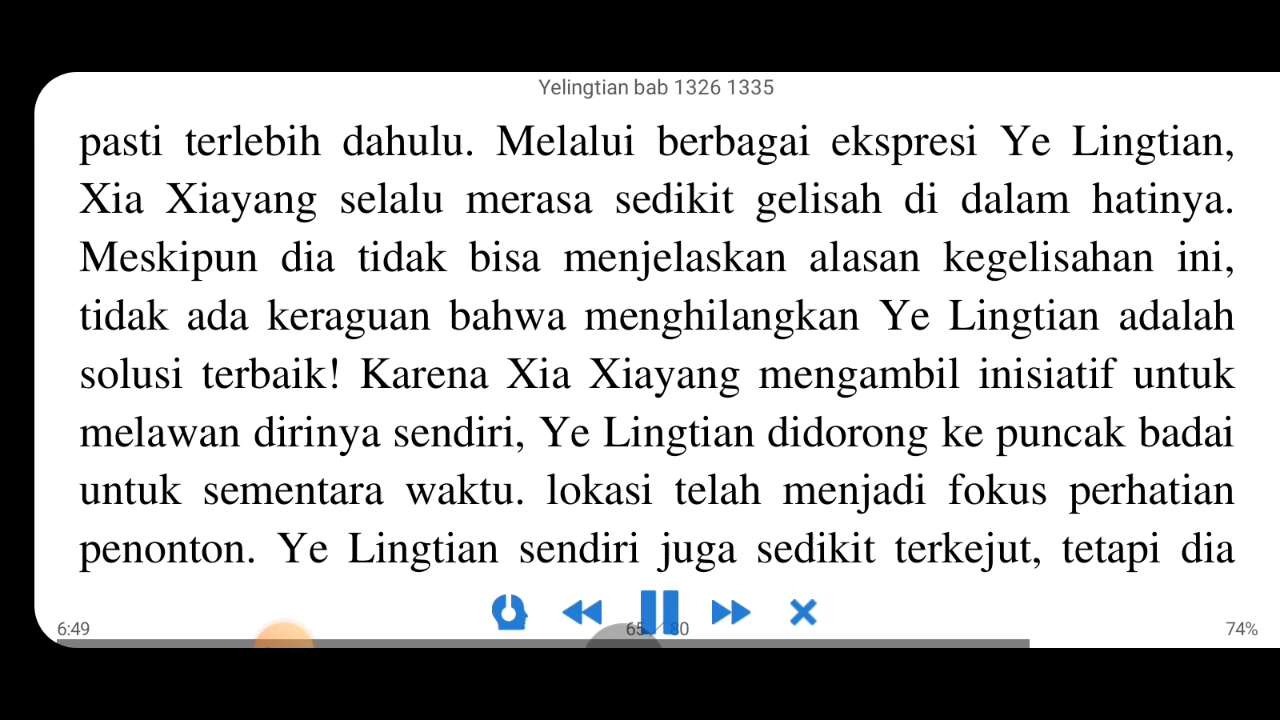 Yelingtian bab 1326 1335
pasti terlebih dahulu. Melalui berbagai ekspresi Ye Lingtian,
Xia Xiayang selalu merasa sedikit gelisah di dalam hatinya.
Meskipun dia tidak bisa menjelaskan alasan kegelisahan ini,
tidak ada keraguan bahwa menghilangkan Ye Lingtian adalah
solusi terbaik! Karena Xia Xiayang mengambil inisiatif untuk
melawan dirinya sendiri, Ye Lingtian didorong ke puncak badai
untuk sementara waktu. lokasi telah menjadi fokus perhatian
penonton. Ye Lingtian sendiri juga sedikit terkejut, tetapi dia
6:49 65 / 80 74%